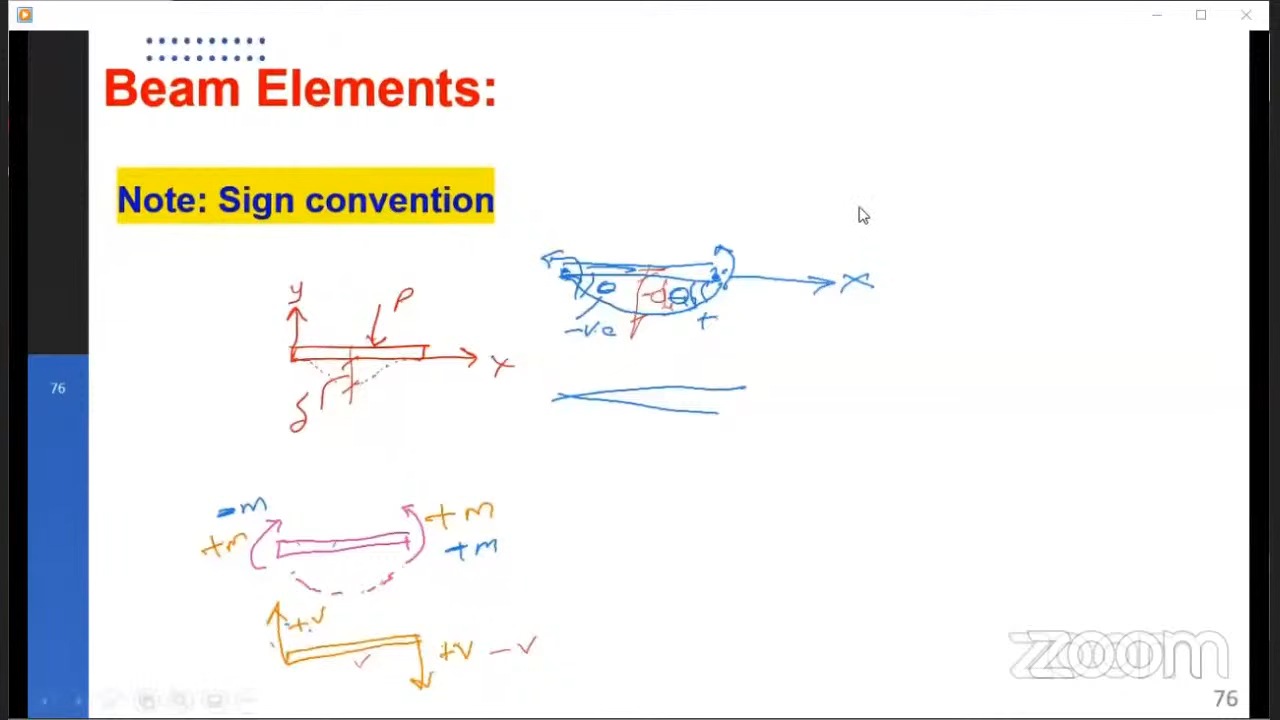 Beam Elements:
Note: Sign convention
y
P
x
δ
θ
-d
θ
-ve
+
x
76
-m
+m
+m
+m
+v
v
+v -v
zoom
76